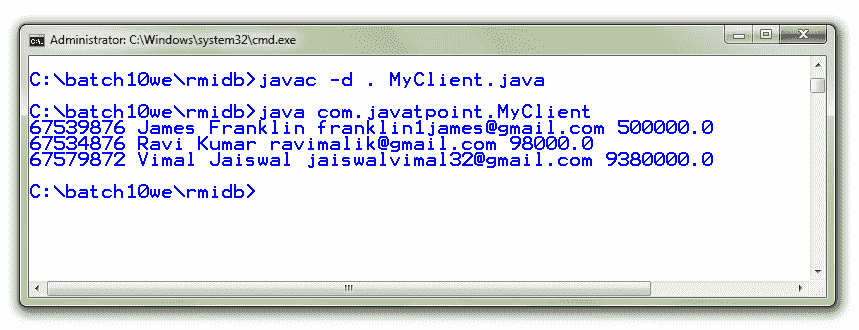 Administrator: C:\Windows\system32\cmd.exe
C:\batch10we\rmidb>javac -d . MyClient.java
C:\batch10we\rmidb>java com.javatpoint.MyClient
67539876 James Franklin franklin1james@gmail.com 500000.0
67534876 Ravi Kumar ravimalik@gmail.com 98000.0
67579872 Vimal Jaiswal jaiswalvimal32@gmail.com 9380000.0
C:\batch10we\rmidb>